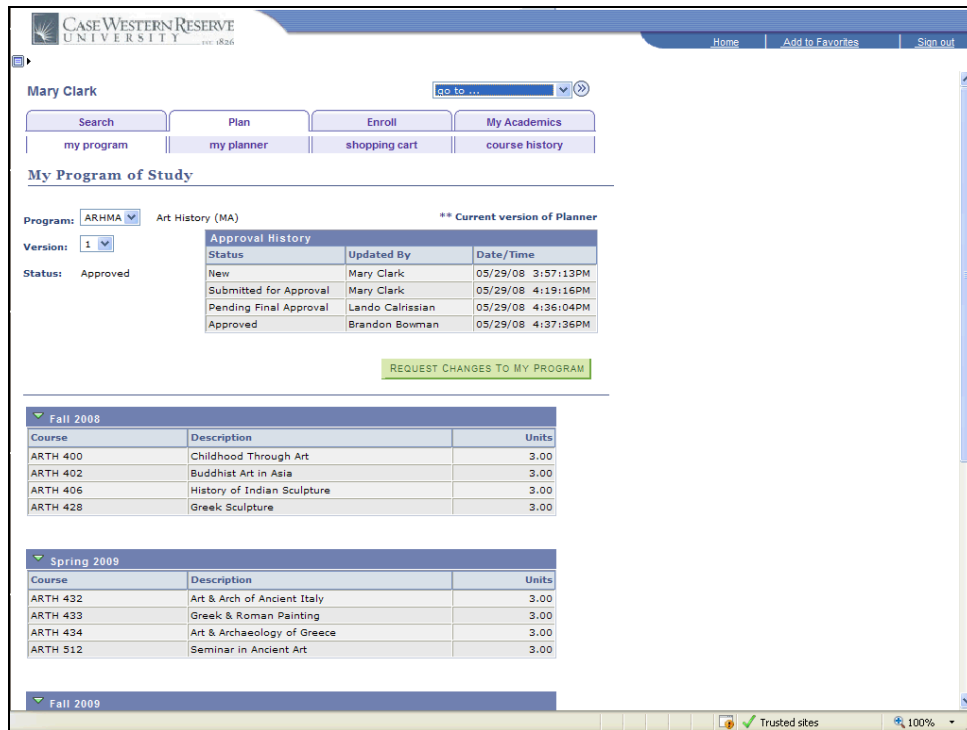 CASE WESTERN RESERVE
UNIVERSITY EST. 1826
Home Add to Favorites Sign out
Mary Clark go to ...
Search Plan Enroll My Academics
my program my planner shopping cart course history
My Program of Study
Program: ARHMA Art History (MA) ** Current version of Planner
Version: 1
Status: Approved
Approval History
Status Updated By Date/Time
New Mary Clark 05/29/08 3:57:13PM
Submitted for Approval Mary Clark 05/29/08 4:19:16PM
Pending Final Approval Lando Calrissian 05/29/08 4:36:04PM
Approved Brandon Bowman 05/29/08 4:37:36PM
REQUEST CHANGES TO MY PROGRAM
Fall 2008
Course Description Units
ARTH 400 Childhood Through Art 3.00
ARTH 402 Buddhist Art in Asia 3.00
ARTH 406 History of Indian Sculpture 3.00
ARTH 428 Greek Sculpture 3.00
Spring 2009
Course Description Units
ARTH 432 Art & Arch of Ancient Italy 3.00
ARTH 433 Greek & Roman Painting 3.00
ARTH 434 Art & Archaeology of Greece 3.00
ARTH 512 Seminar in Ancient Art 3.00
Fall 2009
Trusted sites 100%